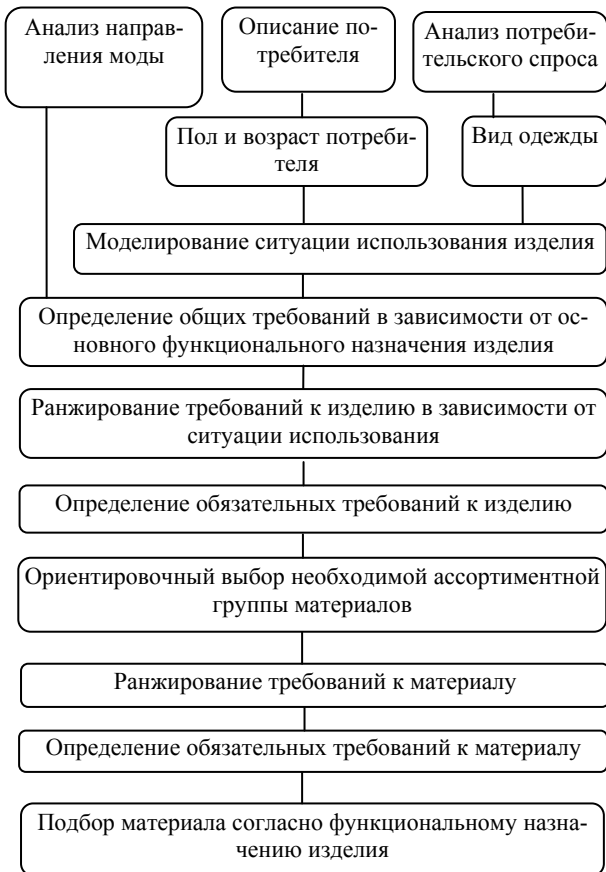 Анализ направ-
ления моды
Описание по-
требителя
Анализ потреби-
тельского спроса
Пол и возраст потреби-
теля
Вид одежды
Моделирование ситуации использования изделия
Определение общих требований в зависимости от ос-
новного функционального назначения изделия
Ранжирование требований к изделию в зависимости от
ситуации использования
Определение обязательных требований к изделию
Ориентировочный выбор необходимой ассортиментной
группы материалов
Ранжирование требований к материалу
Определение обязательных требований к материалу
Подбор материала согласно функциональному назна-
чению изделия